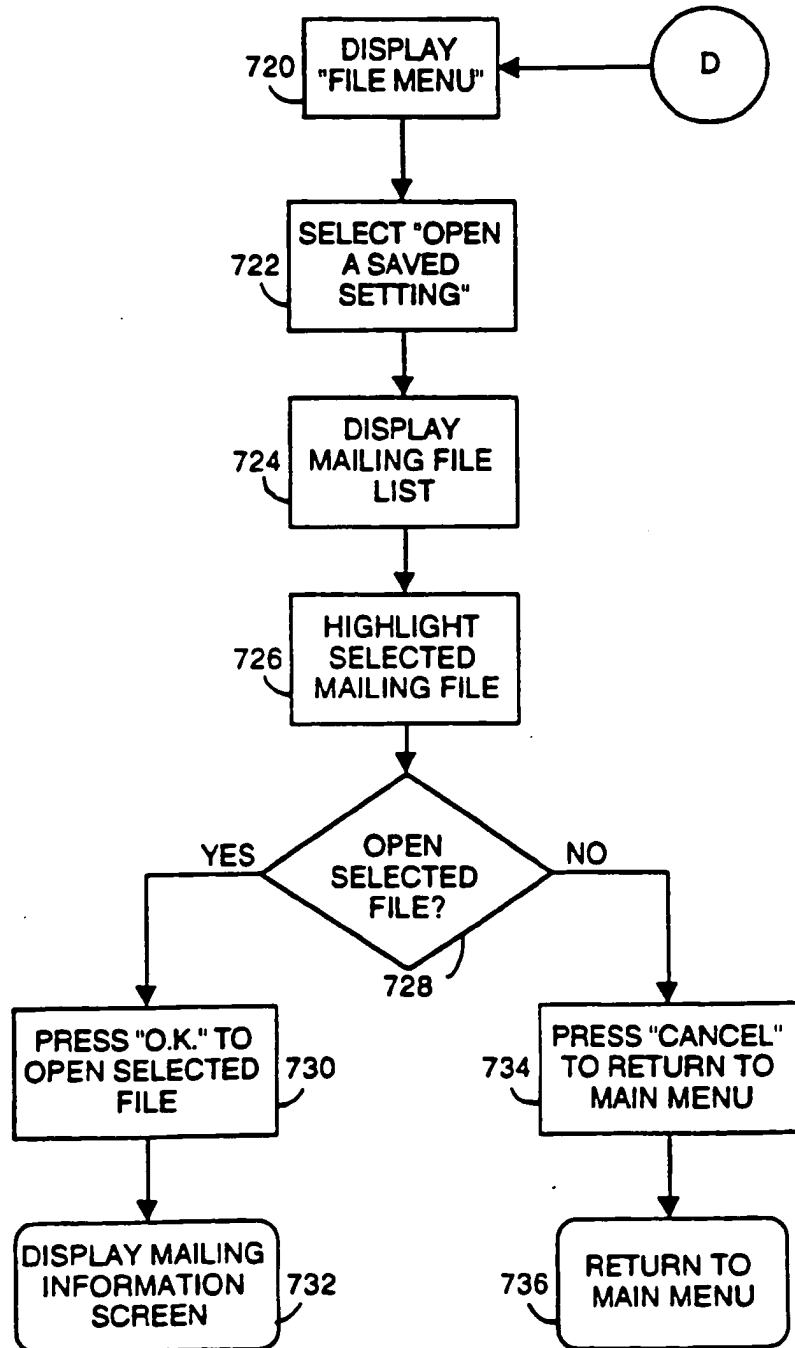 DISPLAY
"FILE MENU"
720
D
SELECT "OPEN
A SAVED
SETTING"
722
DISPLAY
MAILING FILE
LIST
724
HIGHLIGHT
SELECTED
MAILING FILE
726
YES
OPEN
SELECTED
FILE?
NO
728
PRESS "O.K." TO
OPEN SELECTED
FILE
730
734
PRESS "CANCEL"
TO RETURN TO
MAIN MENU
DISPLAY MAILING
INFORMATION
SCREEN
732
736
RETURN TO
MAIN MENU